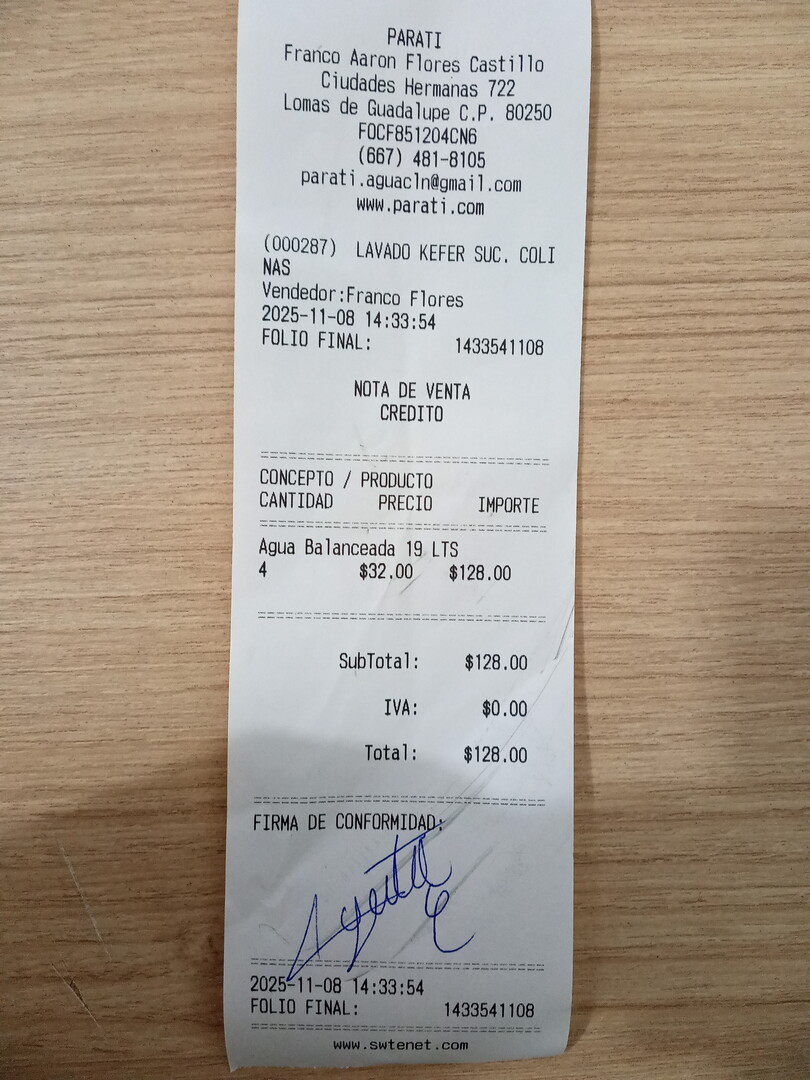 PARATI
Franco Aaron Flores Castillo
Ciudades Hermanas 722
Lomas de Guadalupe C.P. 80250
FOCF851204CN6
(667) 481-8105
parati.aguacln@gmail.com
www.parati.com
(000287) LAVADO KEFER SUC. COLI
NAS
Vendedor:Franco Flores
2025-11-08 14:33:54
FOLIO FINAL: 1433541108
NOTA DE VENTA
CREDITO
CONCEPTO / PRODUCTO
CANTIDAD PRECIO IMPORTE
Agua Balanceada 19 LTS
4 $32.00 $128.00
SubTotal: $128.00
IVA: $0.00
Total: $128.00
FIRMA DE CONFORMIDAD:
2025-11-08 14:33:54
FOLIO FINAL: 1433541108
www.swtenet.com